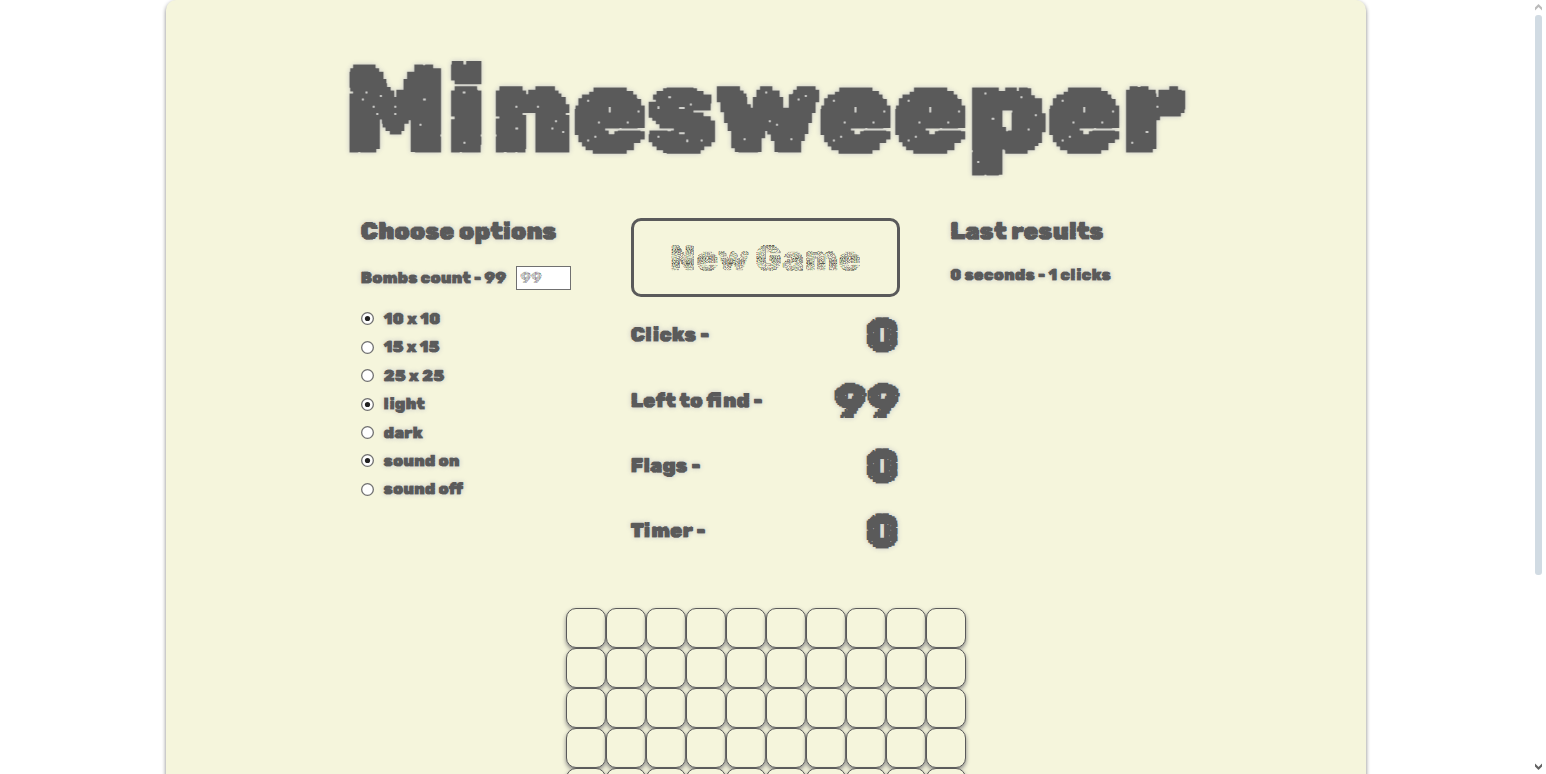 Minesweeper
Choose options
Bombs count - 99 99
10 x 10
15 x 15
25 x 25
light
dark
sound on
sound off
New Game
Clicks - 0
Left to find - 99
Flags - 0
Timer - 0
Last results
0 seconds - 1 clicks